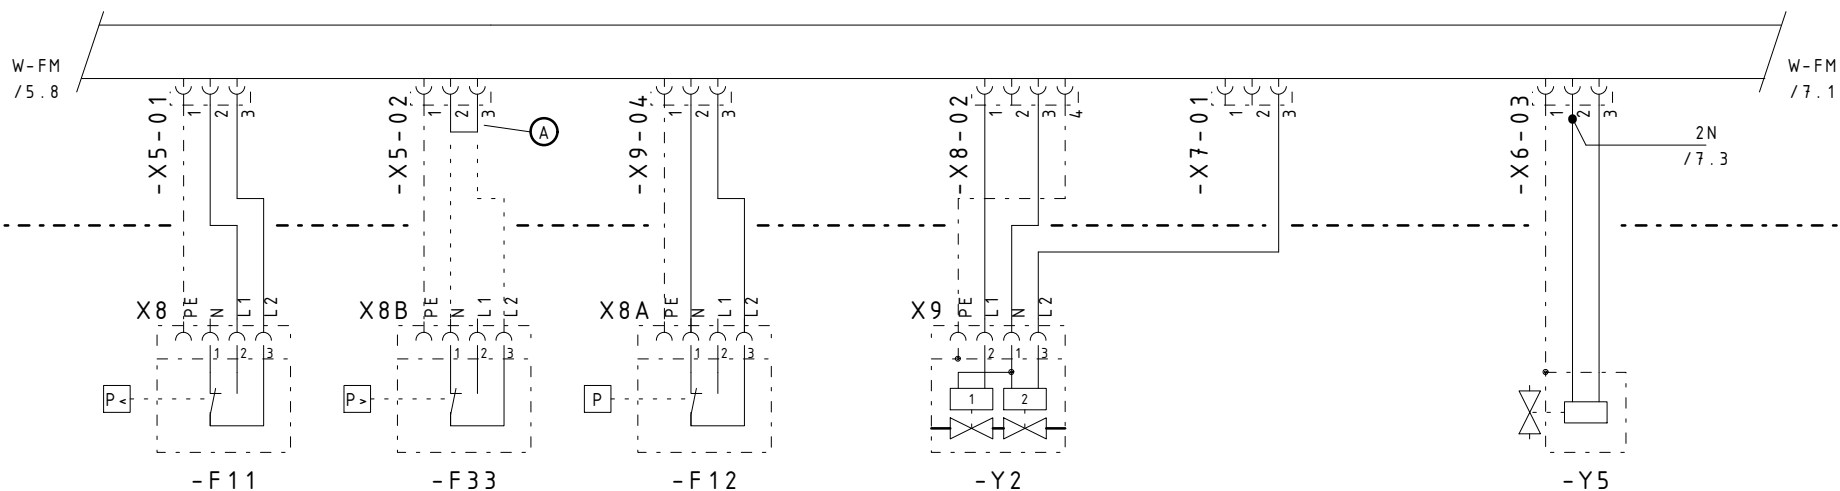 W-FM
/5.8
W-FM
/7.1
-X5-01
1
2
3
-X5-02
1
2
3
A
-X9-04
1
2
3
-X8-02
1
2
3
4
-X7-01
1
2
3
-X6-03
1
2
3
2N
/7.3
X8
PE
N
L1
L2
1
2
3
P<
-F11
X8B
PE
N
L1
L2
1
2
3
P>
-F33
X8A
PE
N
L1
L2
1
2
3
P
-F12
X9
PE
L1
N
L2
2
1
3
1
2
-Y2
-Y5